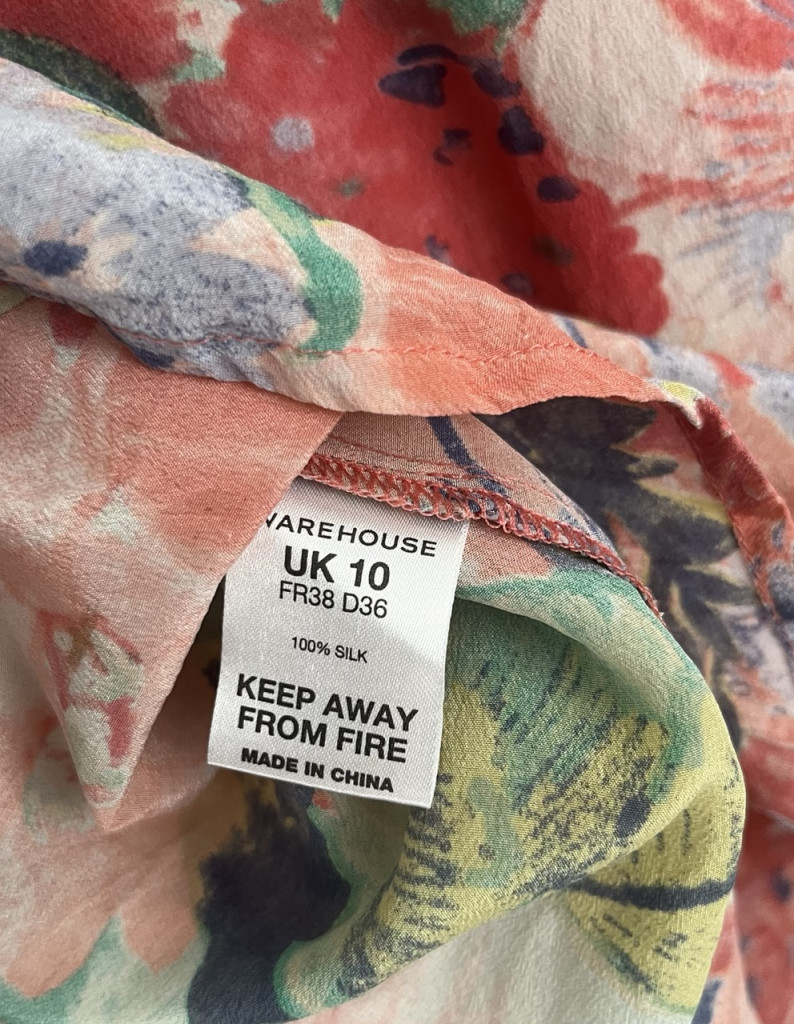 WAREHOUSE
UK 10
FR38 D36
100% SILK
KEEP AWAY
FROM FIRE
MADE IN CHINA